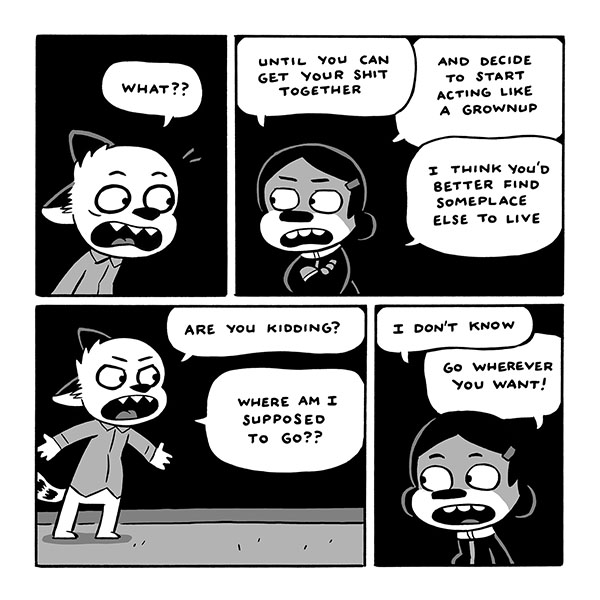 WHAT??
UNTIL YOU CAN
GET YOUR SHIT
TOGETHER
AND DECIDE
TO START
ACTING LIKE
A GROWNUP
I THINK YOU'D
BETTER FIND
SOMEPLACE
ELSE TO LIVE
ARE YOU KIDDING?
WHERE AM I
SUPPOSED
TO GO??
I DON'T KNOW
GO WHEREVER
YOU WANT!